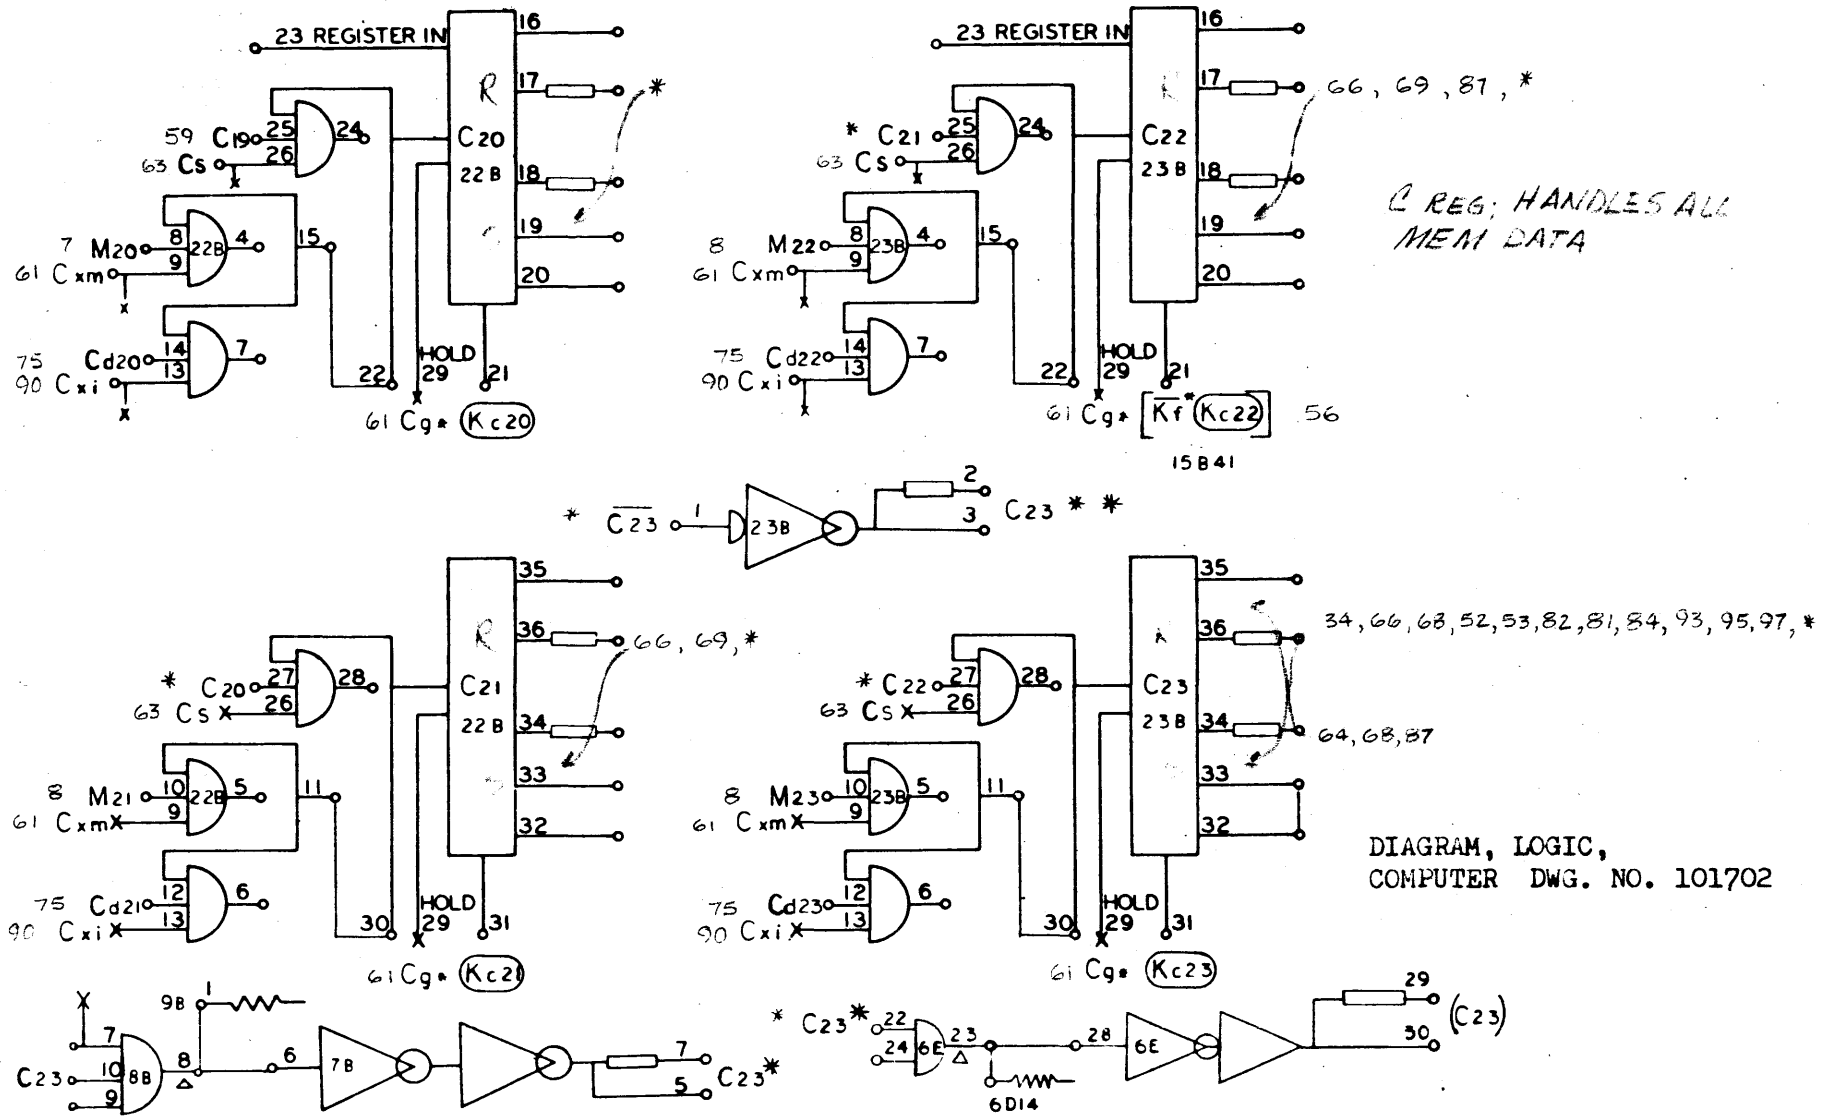 23 REGISTER IN
16
R
17
*
59 C19
25
24
C20
63 Cs
26
22B
18
7 M20
8
22B
4
15
19
61 Cxm
9
20
75 Cd20
14
7
HOLD
90 Cxi
13
22
29
21
61 Cg* (Kc20)
23 REGISTER IN
16
17
66, 69, 87, *
* C21
25
24
C22
63 Cs
26
23B
18
8 M22
8
23B
4
15
19
61 Cxm
9
20
75 Cd22
14
7
HOLD
90 Cxi
13
22
29
21
61 Cg* [K̅f̅* (Kc22)] 56
15B41
C REG; HANDLES ALL
MEM DATA
* C̅2̅3̅
1
23B
2
3
C23 * *
35
R
36
66, 69, *
* C20
27
28
C21
63 Cs
26
22B
34
8 M21
10
22B
5
11
33
61 Cxm
9
32
75 Cd21
12
6
HOLD
90 Cxi
13
30
29
31
61 Cg* (Kc21)
35
36
34, 66, 68, 52, 53, 82, 81, 84, 93, 95, 97, *
* C22
27
28
C23
63 Cs
26
23B
34
64, 68, 87
8 M23
10
23B
5
11
33
61 Cxm
9
32
75 Cd23
12
6
HOLD
90 Cxi
13
30
29
31
61 Cg* (Kc23)
DIAGRAM, LOGIC,
COMPUTER DWG. NO. 101702
X
7
C23
10
9
8B
8
9B
1
6
7B
7
5
C23*
* C23*
22
24
6E
23
6D14
28
6E
29
30
(C23)